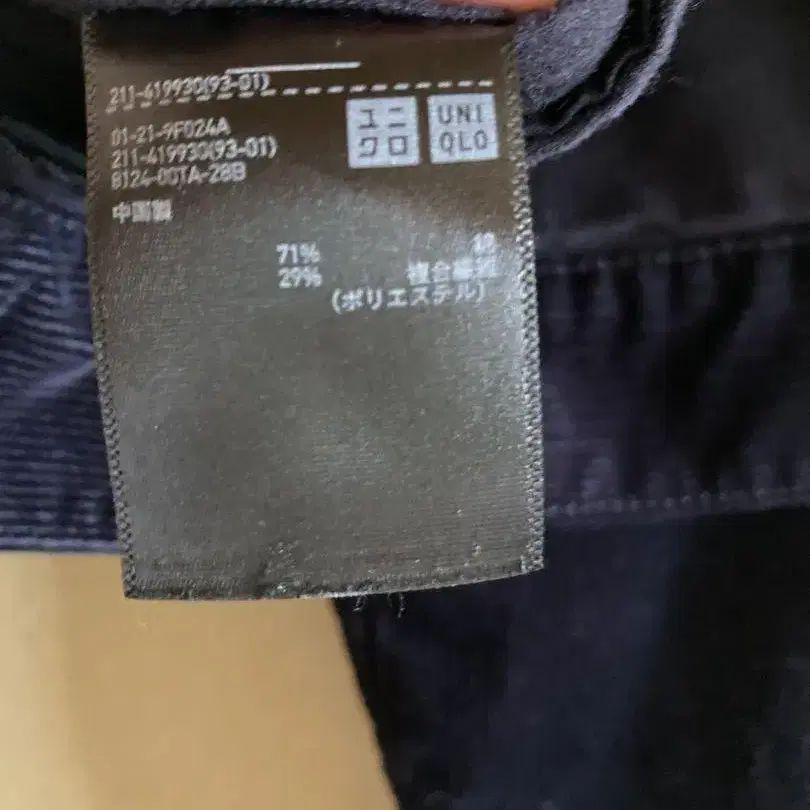 211-419930(93-01)
ユニ
クロ
UNI
QLO
01-21-9F024A
211-419930(93-01)
8124-001A-28B
中国製
71%
29% 複合繊維
(ポリエステル)